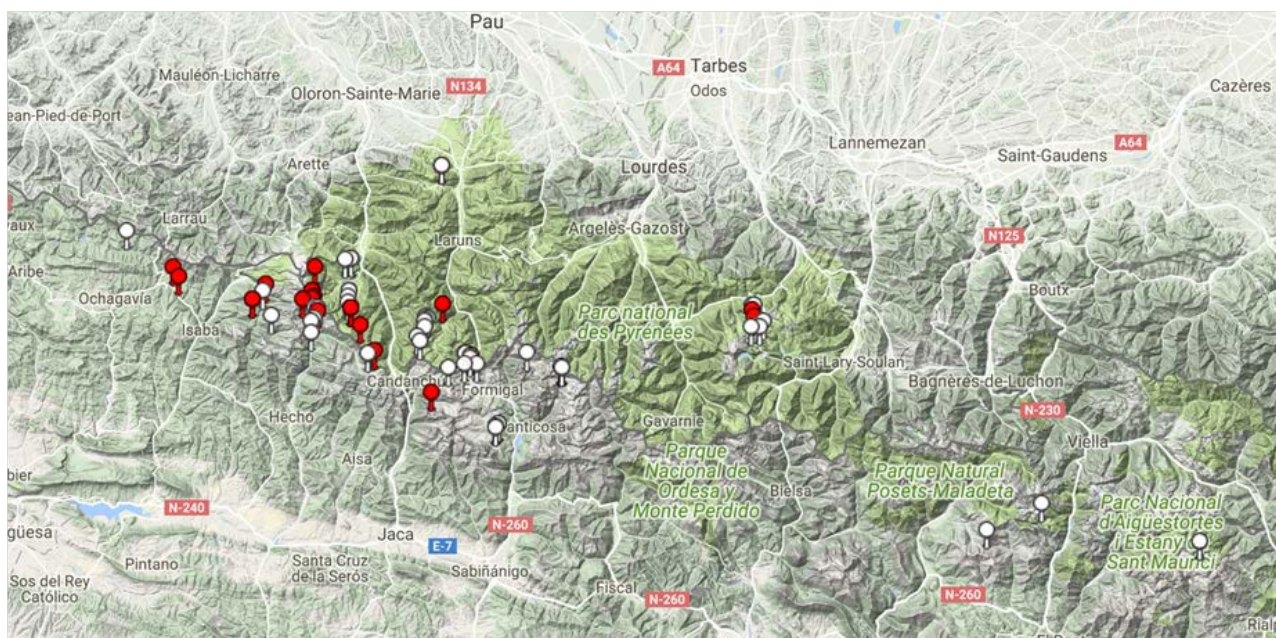 Pau
Tarbes
A64
Odos
Cazères
Mauléon-Licharre
N134
Oloron-Sainte-Marie
ean-Pied-de-Port
Lannemezan
A64
Saint-Gaudens
Arette
Lourdes
Larrau
vaux
Argelès-Gazost
N125
Laruns
Aribe
Ochagavía
Boutx
Isaba
Parc national
des Pyrénées
Saint-Lary-Soulan
Candanchú
Formigal
Bagnères-de-Luchon
Hecho
N-230
Gavarnie
anticosa
Viella
Aisa
Parque
Nacional de
Ordesa y
Monte Perdido
Bielsa
Parque Natural
Posets-Maladeta
bier
Parc Nacional
d'Aigüestortes
i Estany
Sant Maurici
N-240
güesa
Jaca
N-260
E-7
Pintano
Santa Cruz
de la Serós
Sabiñánigo
Sos del Rey
Católico
Fiscal
N-260
N-260
Rialp